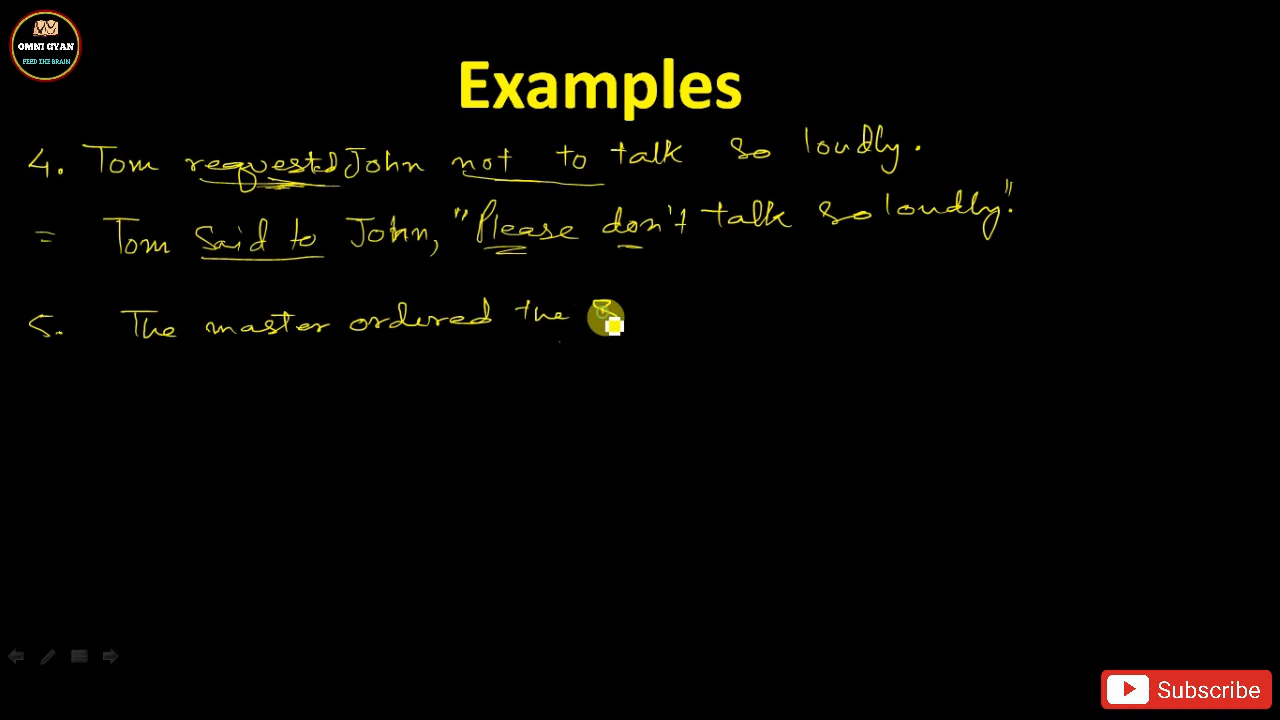 OMNI GYAN
FEED THE BRAIN
Examples
4. Tom requested John not to talk so loudly.
= Tom said to John, "Please don't talk so loudly."
5. The master ordered the
Subscribe